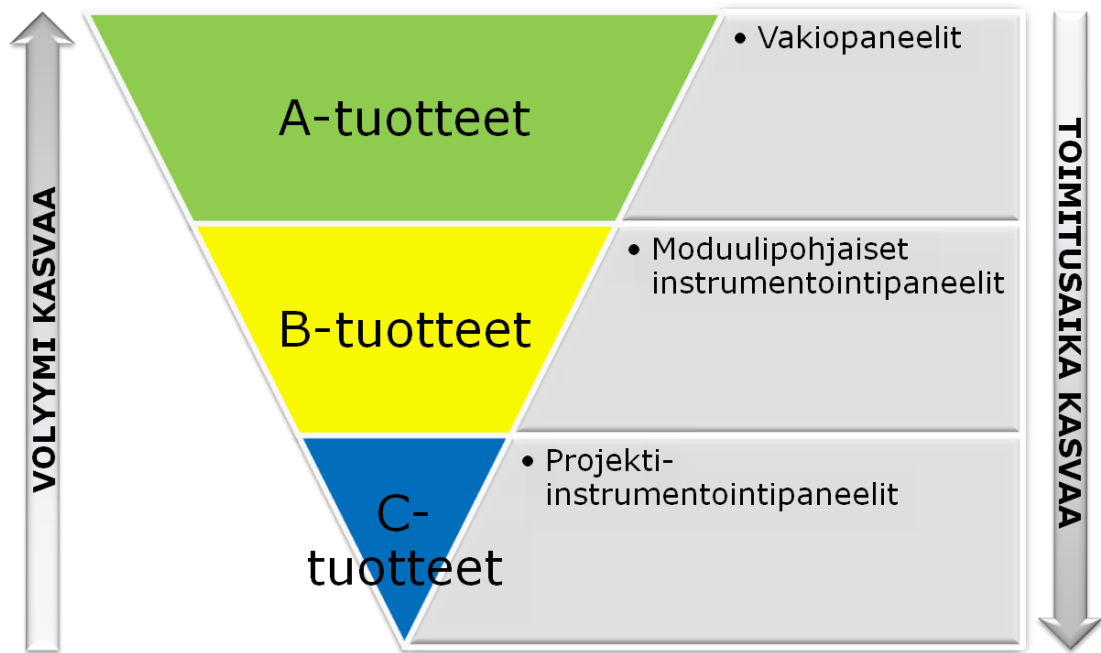 VOLYYMI KASVAA
A-tuotteet
• Vakiopaneelit
B-tuotteet
• Moduulipohjaiset
instrumentointipaneelit
C-
tuotteet
• Projekti-
instrumentointipaneelit
TOIMITUSAIKA KASVAA